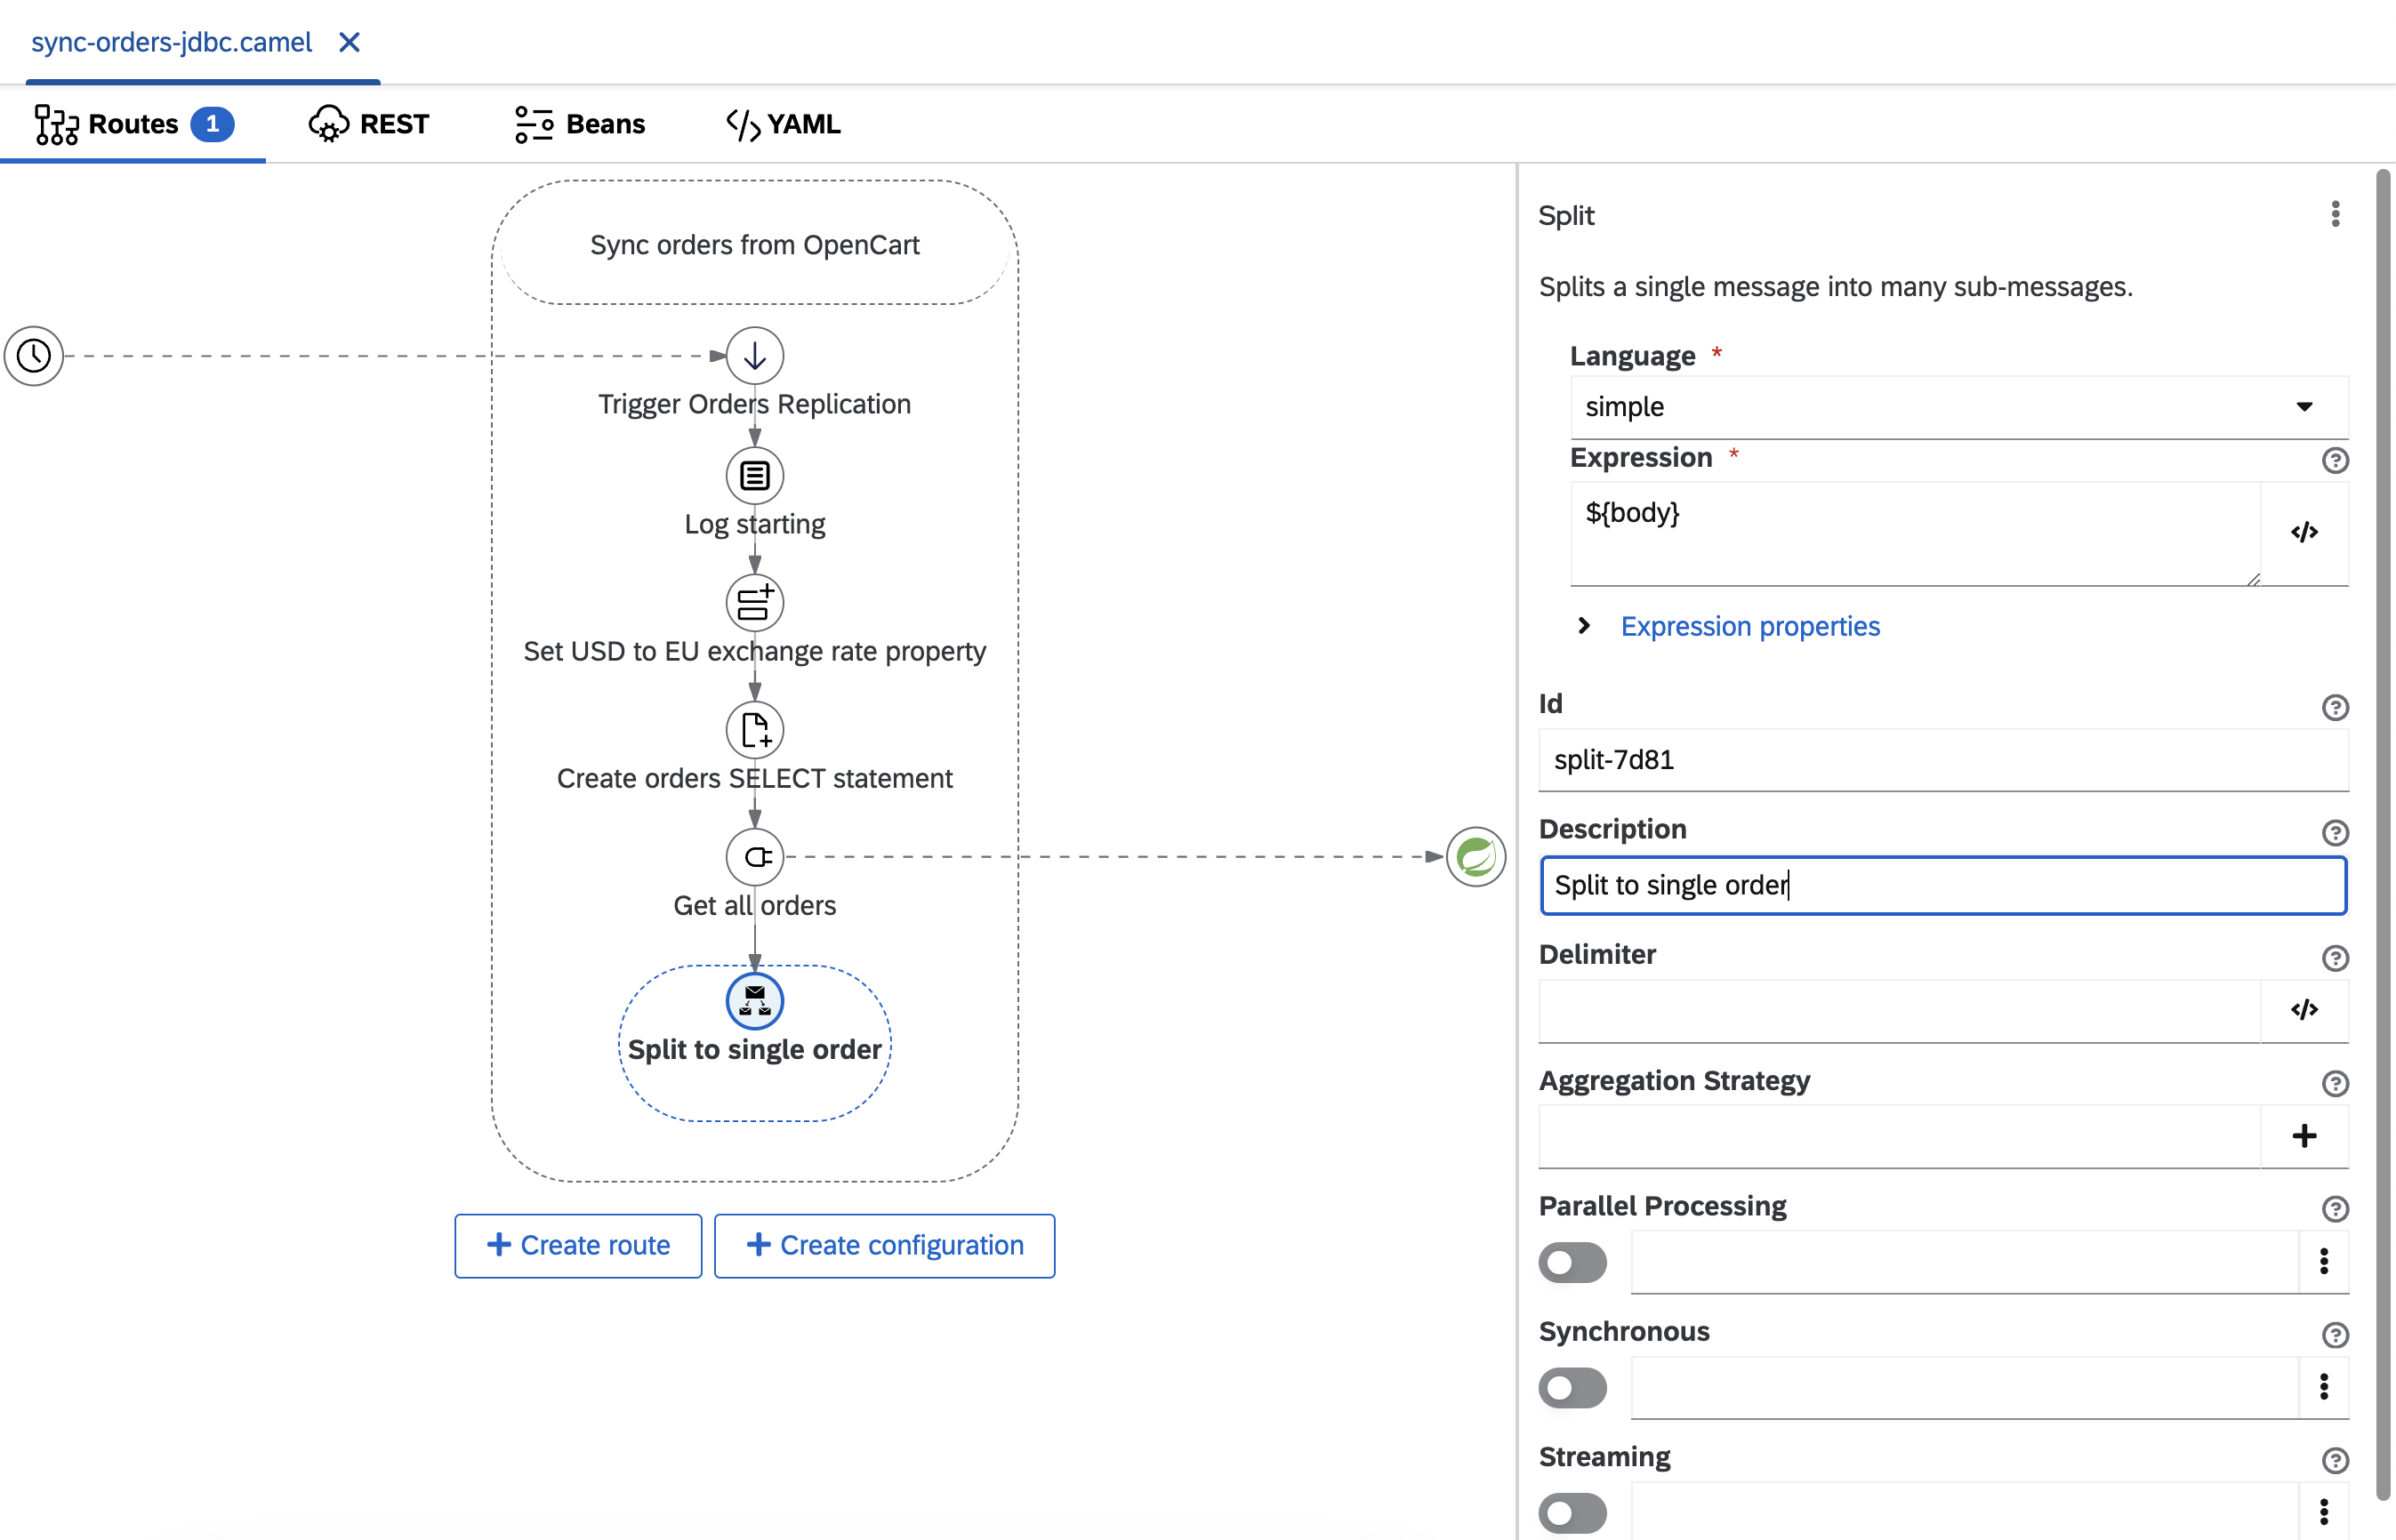 sync-orders-jdbc.camel
Routes 1 REST Beans YAML
Sync orders from OpenCart
Trigger Orders Replication
Log starting
Set USD to EU exchange rate property
Create orders SELECT statement
Get all orders
Split to single order
+ Create route + Create configuration
Split
Splits a single message into many sub-messages.
Language *
simple
Expression *
${body}
Expression properties
Id
split-7d81
Description
Split to single order
Delimiter
Aggregation Strategy
Parallel Processing
Synchronous
Streaming